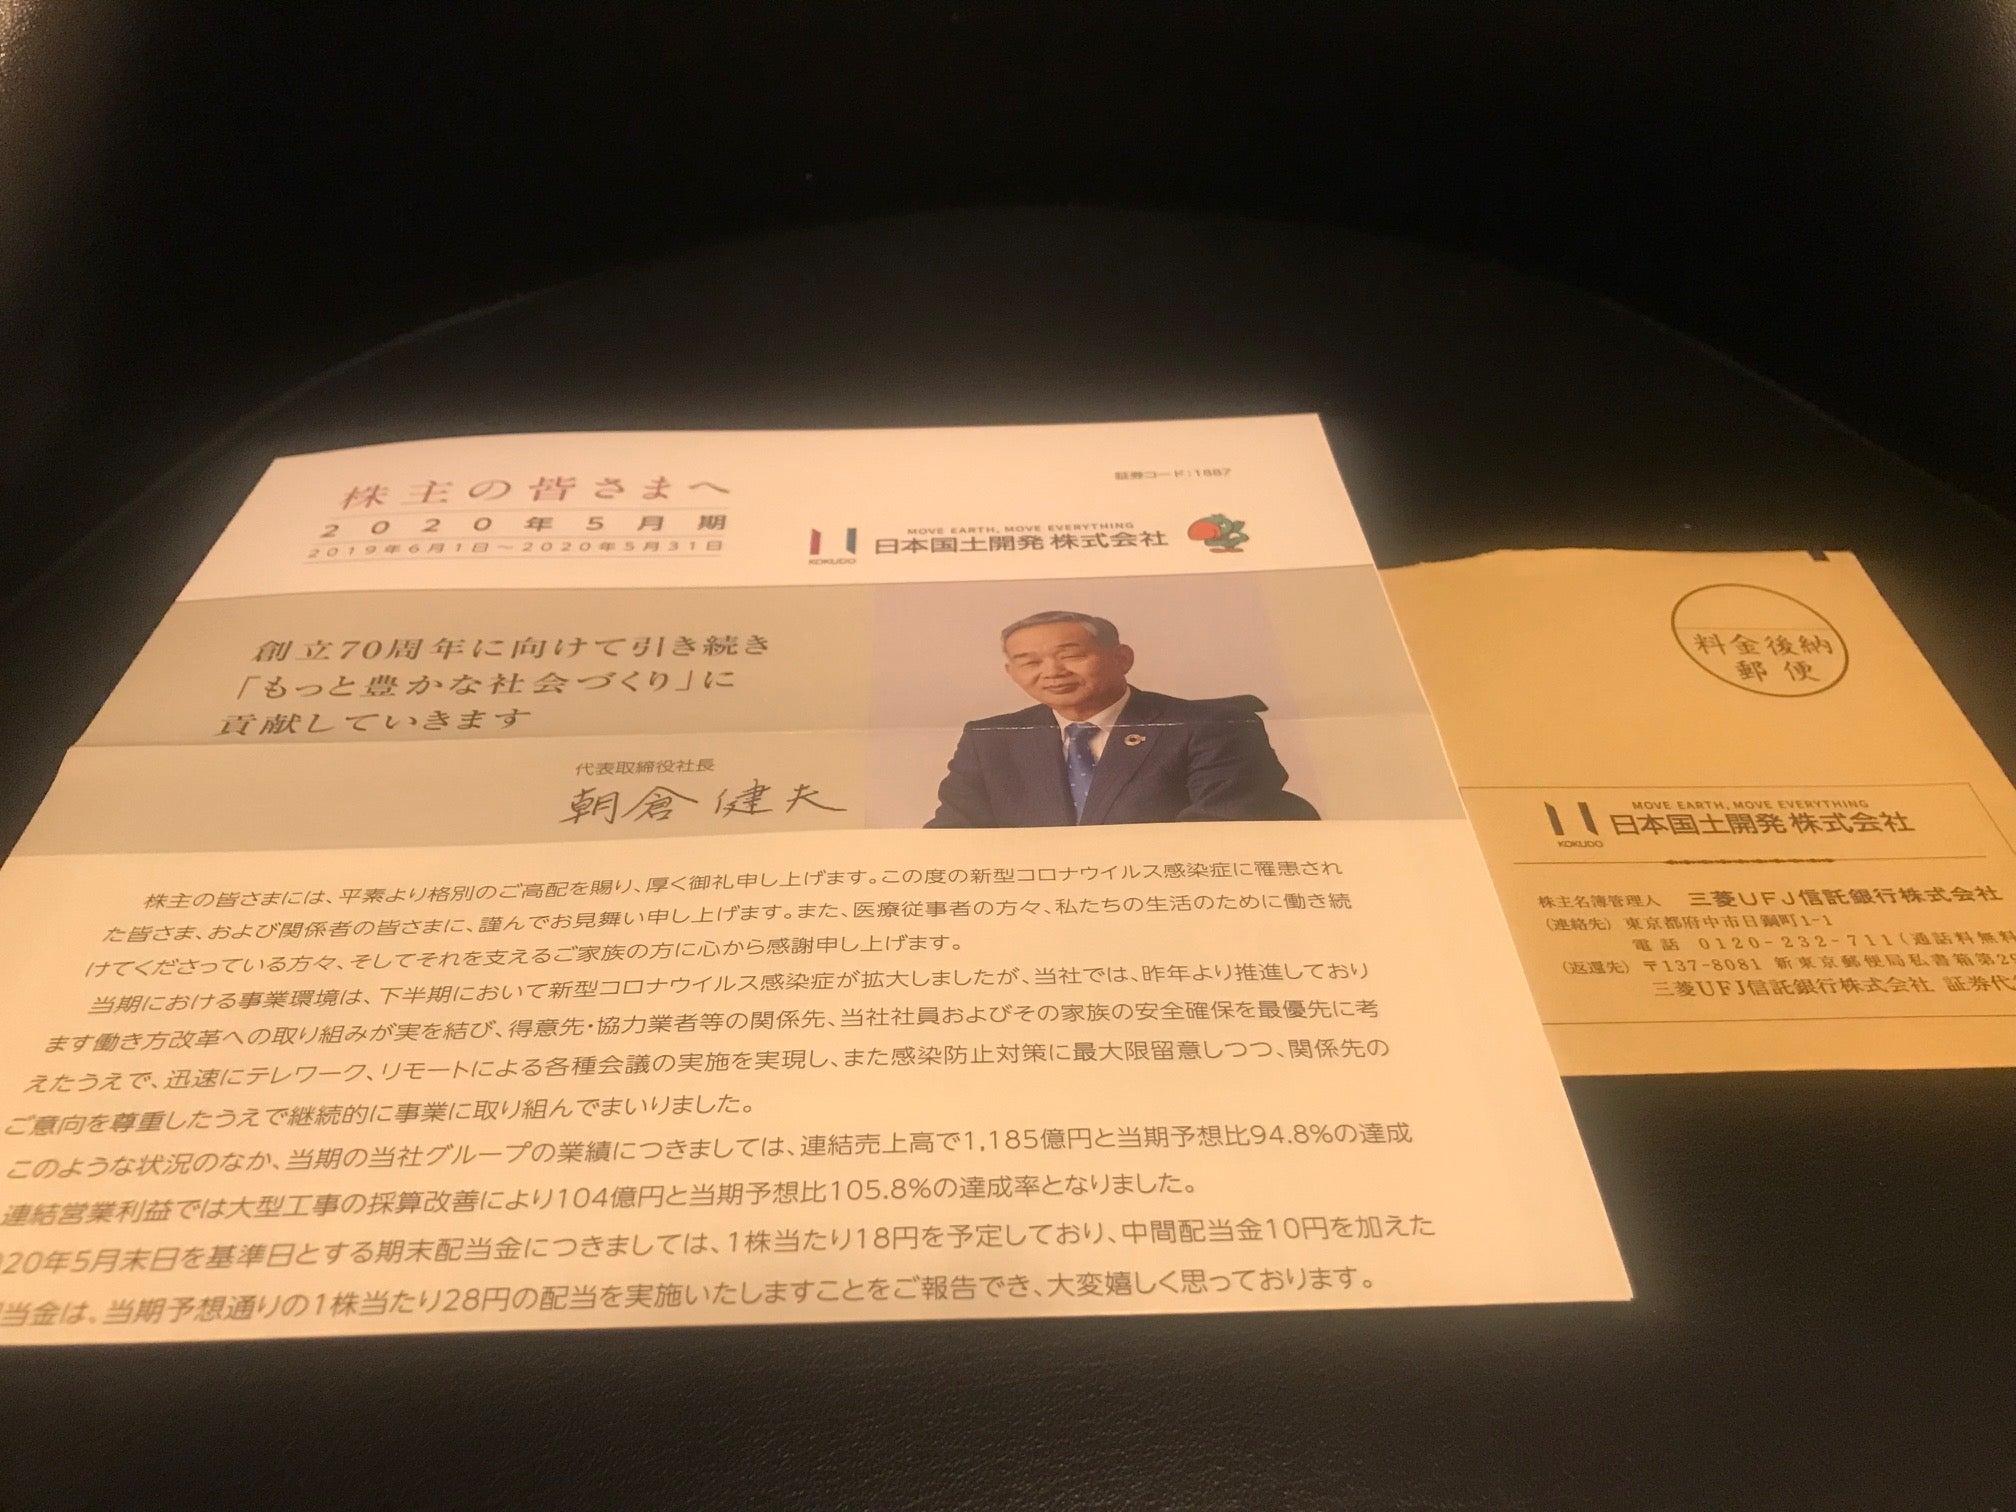 株主の皆さまへ
2020年5月期
2019年6月1日～2020年5月31日
証券コード：1887
MOVE EARTH, MOVE EVERYTHING
日本国土開発株式会社
KOKUDO
創立70周年に向けて引き続き
「もっと豊かな社会づくり」に
貢献していきます
代表取締役社長
朝倉健夫
株主の皆さまには、平素より格別のご高配を賜り、厚く御礼申し上げます。この度の新型コロナウイルス感染症に罹患され
た皆さま、および関係者の皆さまに、謹んでお見舞い申し上げます。また、医療従事者の方々、私たちの生活のために働き続
けてくださっている方々、そしてそれを支えるご家族の方に心から感謝申し上げます。
当期における事業環境は、下半期において新型コロナウイルス感染症が拡大しましたが、当社では、昨年より推進しており
ます働き方改革への取り組みが実を結び、得意先・協力業者等の関係先、当社社員およびその家族の安全確保を最優先に考
えたうえで、迅速にテレワーク、リモートによる各種会議の実施を実現し、また感染防止対策に最大限留意しつつ、関係先の
ご意向を尊重したうえで継続的に事業に取り組んでまいりました。
このような状況のなか、当期の当社グループの業績につきましては、連結売上高で1,185億円と当期予想比94.8%の達成
連結営業利益では大型工事の採算改善により104億円と当期予想比105.8%の達成率となりました。
20年5月末日を基準日とする期末配当金につきましては、1株当たり18円を予定しており、中間配当金10円を加えた
当金は、当期予想通りの1株当たり28円の配当を実施いたしますことをご報告でき、大変嬉しく思っております。
料金後納
郵便
MOVE EARTH, MOVE EVERYTHING
日本国土開発株式会社
KOKUDO
株主名簿管理人 三菱UFJ信託銀行株式会社
（連絡先） 東京都府中市日鋼町1-1
電話 0120-232-711（通話料無料
（返還先） 〒137-8081 新東京郵便局私書箱第29
三菱UFJ信託銀行株式会社 証券代